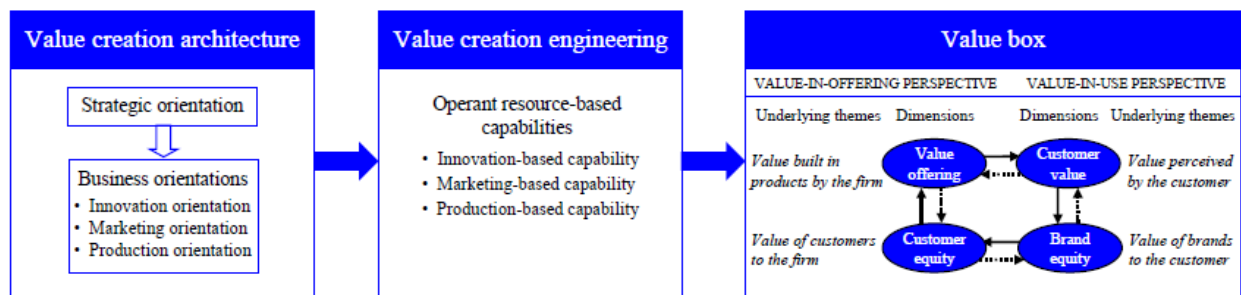 Value creation architecture
Strategic orientation
Business orientations
• Innovation orientation
• Marketing orientation
• Production orientation
Value creation engineering
Operant resource-based
capabilities
• Innovation-based capability
• Marketing-based capability
• Production-based capability
Value box
VALUE-IN-OFFERING PERSPECTIVE
VALUE-IN-USE PERSPECTIVE
Underlying themes
Dimensions
Dimensions
Underlying themes
Value built in
products by the firm
Value
offering
Customer
value
Value perceived
by the customer
Value of customers
to the firm
Customer
equity
Brand
equity
Value of brands
to the customer